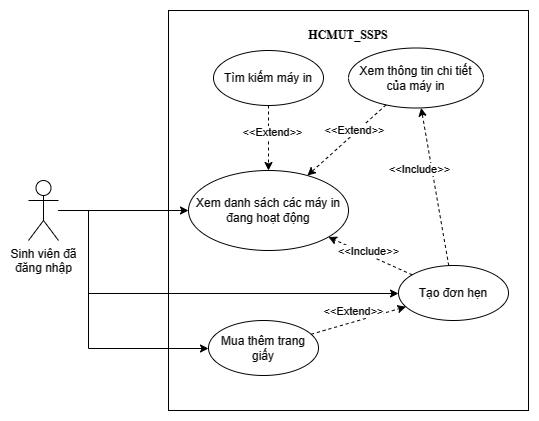 HCMUT_SSPS
Tìm kiếm máy in
Xem thông tin chi tiết
của máy in
<<Extend>>
<<Extend>>
<<Include>>
Xem danh sách các máy in
đang hoạt động
Sinh viên đã
đăng nhập
<<Include>>
Tạo đơn hẹn
<<Extend>>
Mua thêm trang
giấy